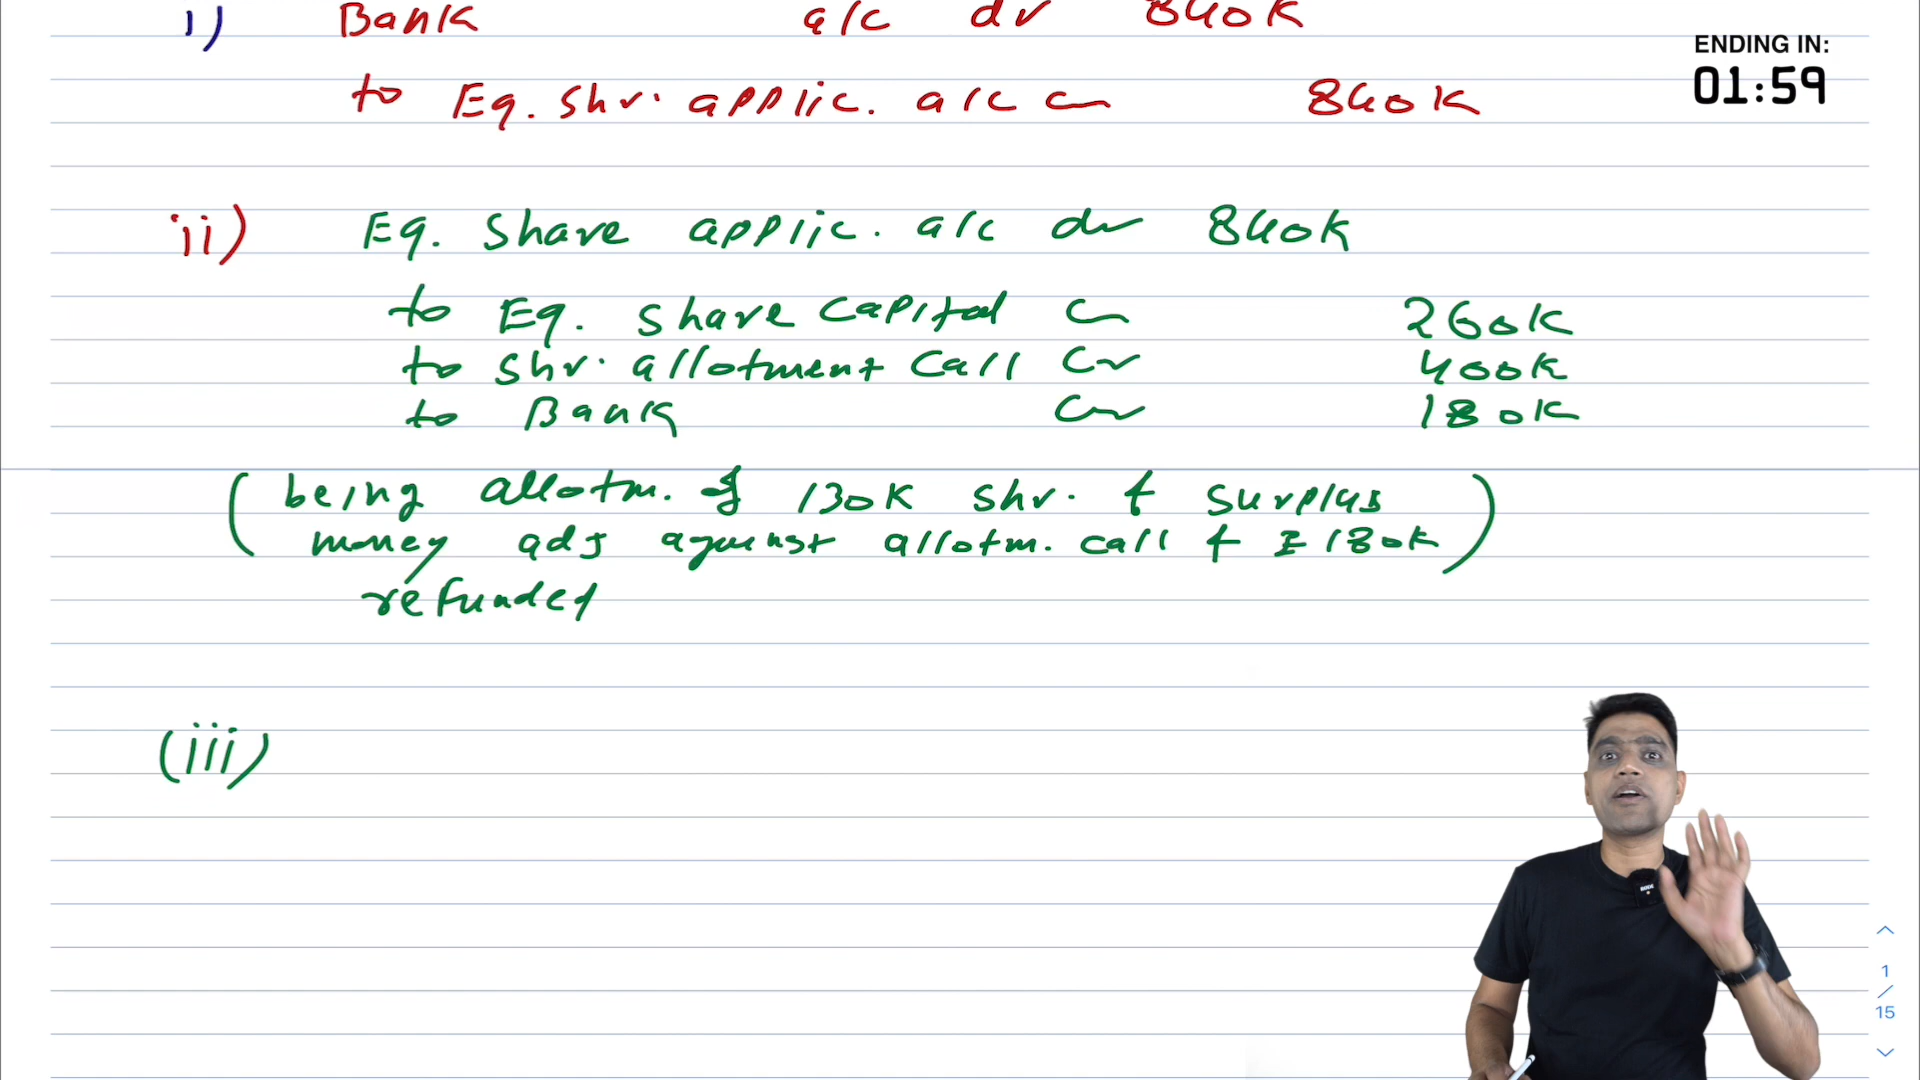 i) Bank a/c dr 840K
ENDING IN:
01:59
to Eq. shr. applic. a/c cr 840K
ii) Eq. share applic. a/c dr 840K
to Eq. share capital cr 260K
to shr. allotment call cr 400K
to Bank cr 180K
(being allotm. of 130K shr. & surplus
money adj against allotm. call & £180K)
refunded
(iii)
RODE
1
/
15